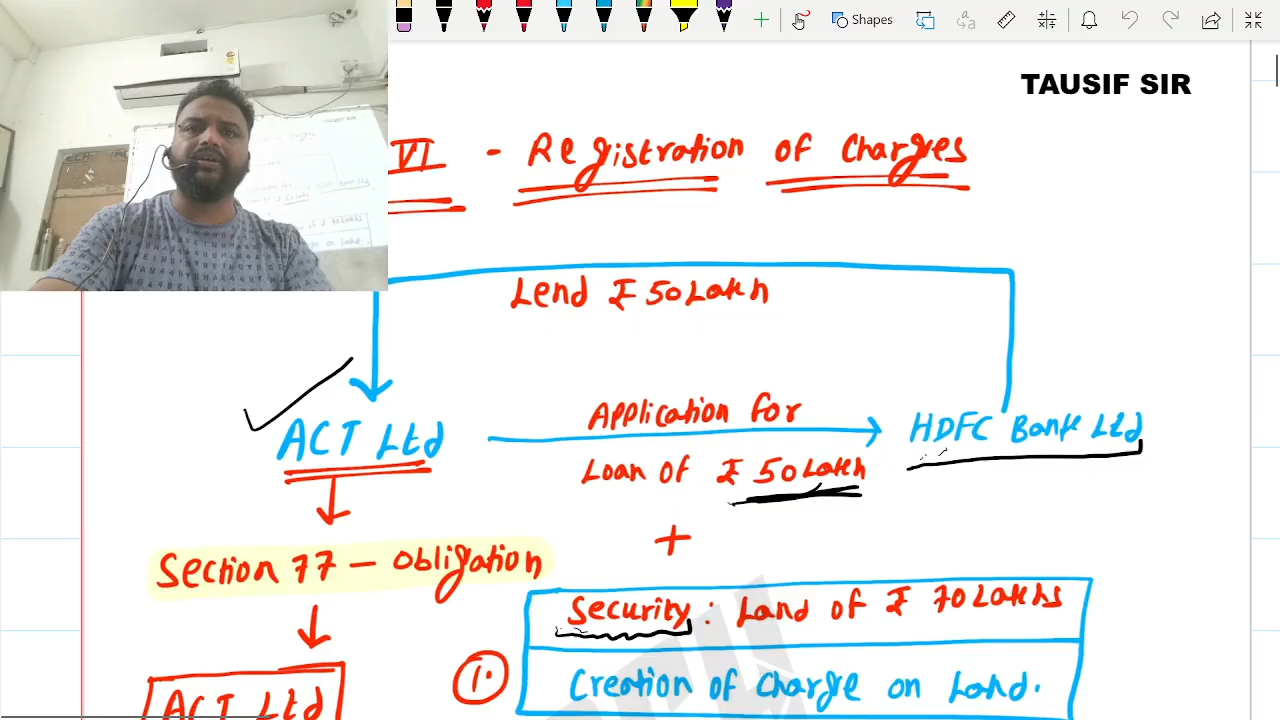 Shapes
TAUSIF SIR
VI - Registration of Charges
Lend ₹ 50 Lakh
ACT Ltd
Application for
Loan of ₹ 50 Lakh
HDFC Bank Ltd
+
Section 77 - Obligation
Security : Land of ₹ 70 Lakhs
1. Creation of Charge on Land.
ACT Ltd